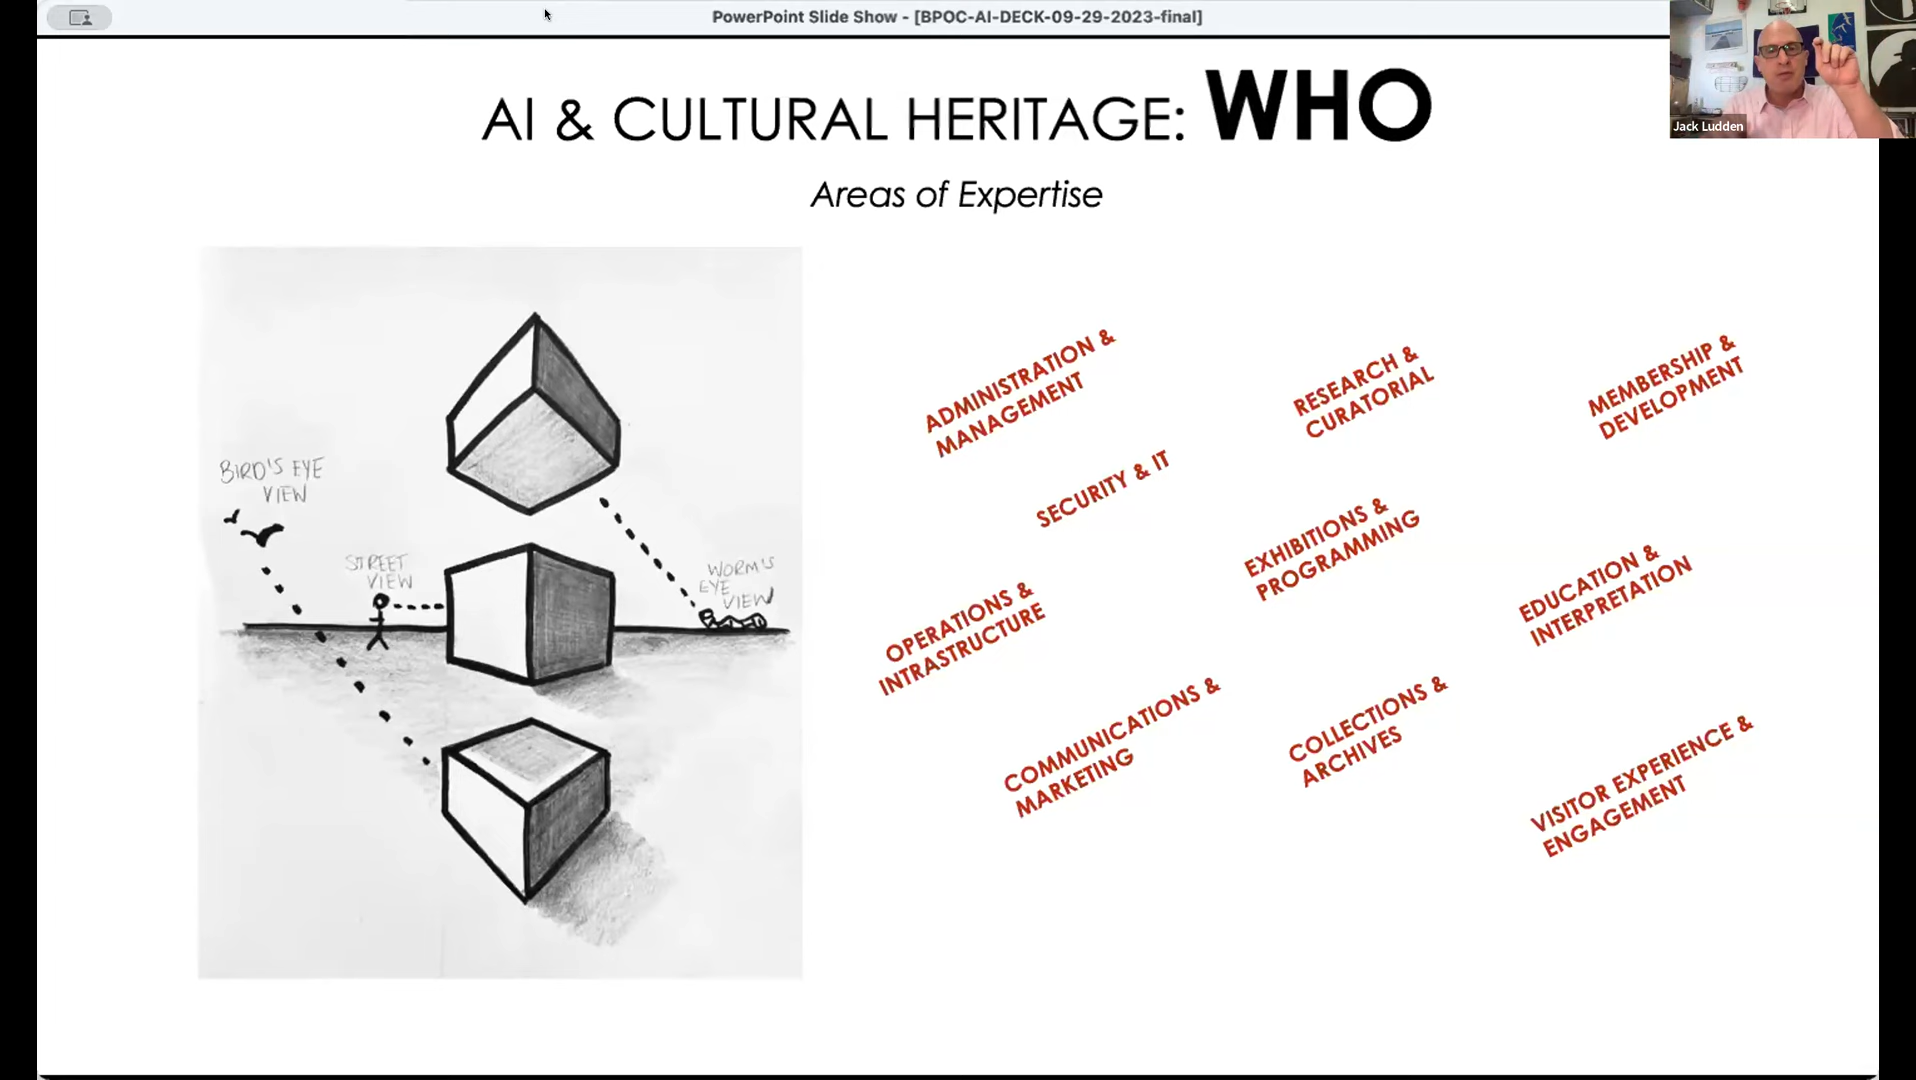 PowerPoint Slide Show - [BPOC-AI-DECK-09-29-2023-final]
Jack Ludden
AI & CULTURAL HERITAGE: WHO
Areas of Expertise
BIRD'S EYE
VIEW
STREET
VIEW
WORM'S
EYE
VIEW
ADMINISTRATION &
MANAGEMENT
RESEARCH &
CURATORIAL
MEMBERSHIP &
DEVELOPMENT
SECURITY & IT
EXHIBITIONS &
PROGRAMMING
EDUCATION &
INTERPRETATION
OPERATIONS &
INTRASTRUCTURE
COMMUNICATIONS &
MARKETING
COLLECTIONS &
ARCHIVES
VISITOR EXPERIENCE &
ENGAGEMENT